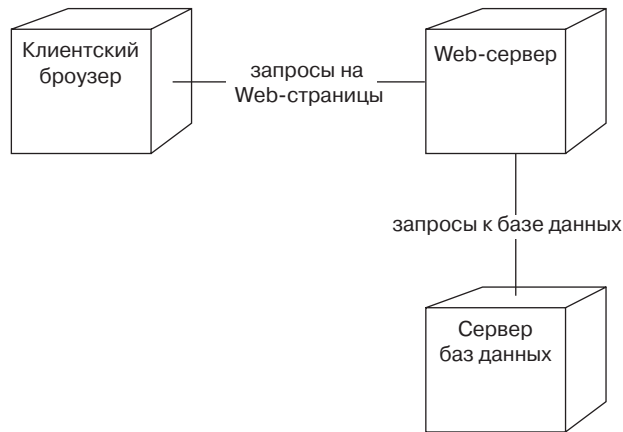 Клиентский
броузер
запросы на
Web-страницы
Web-сервер
запросы к базе данных
Сервер
баз данных